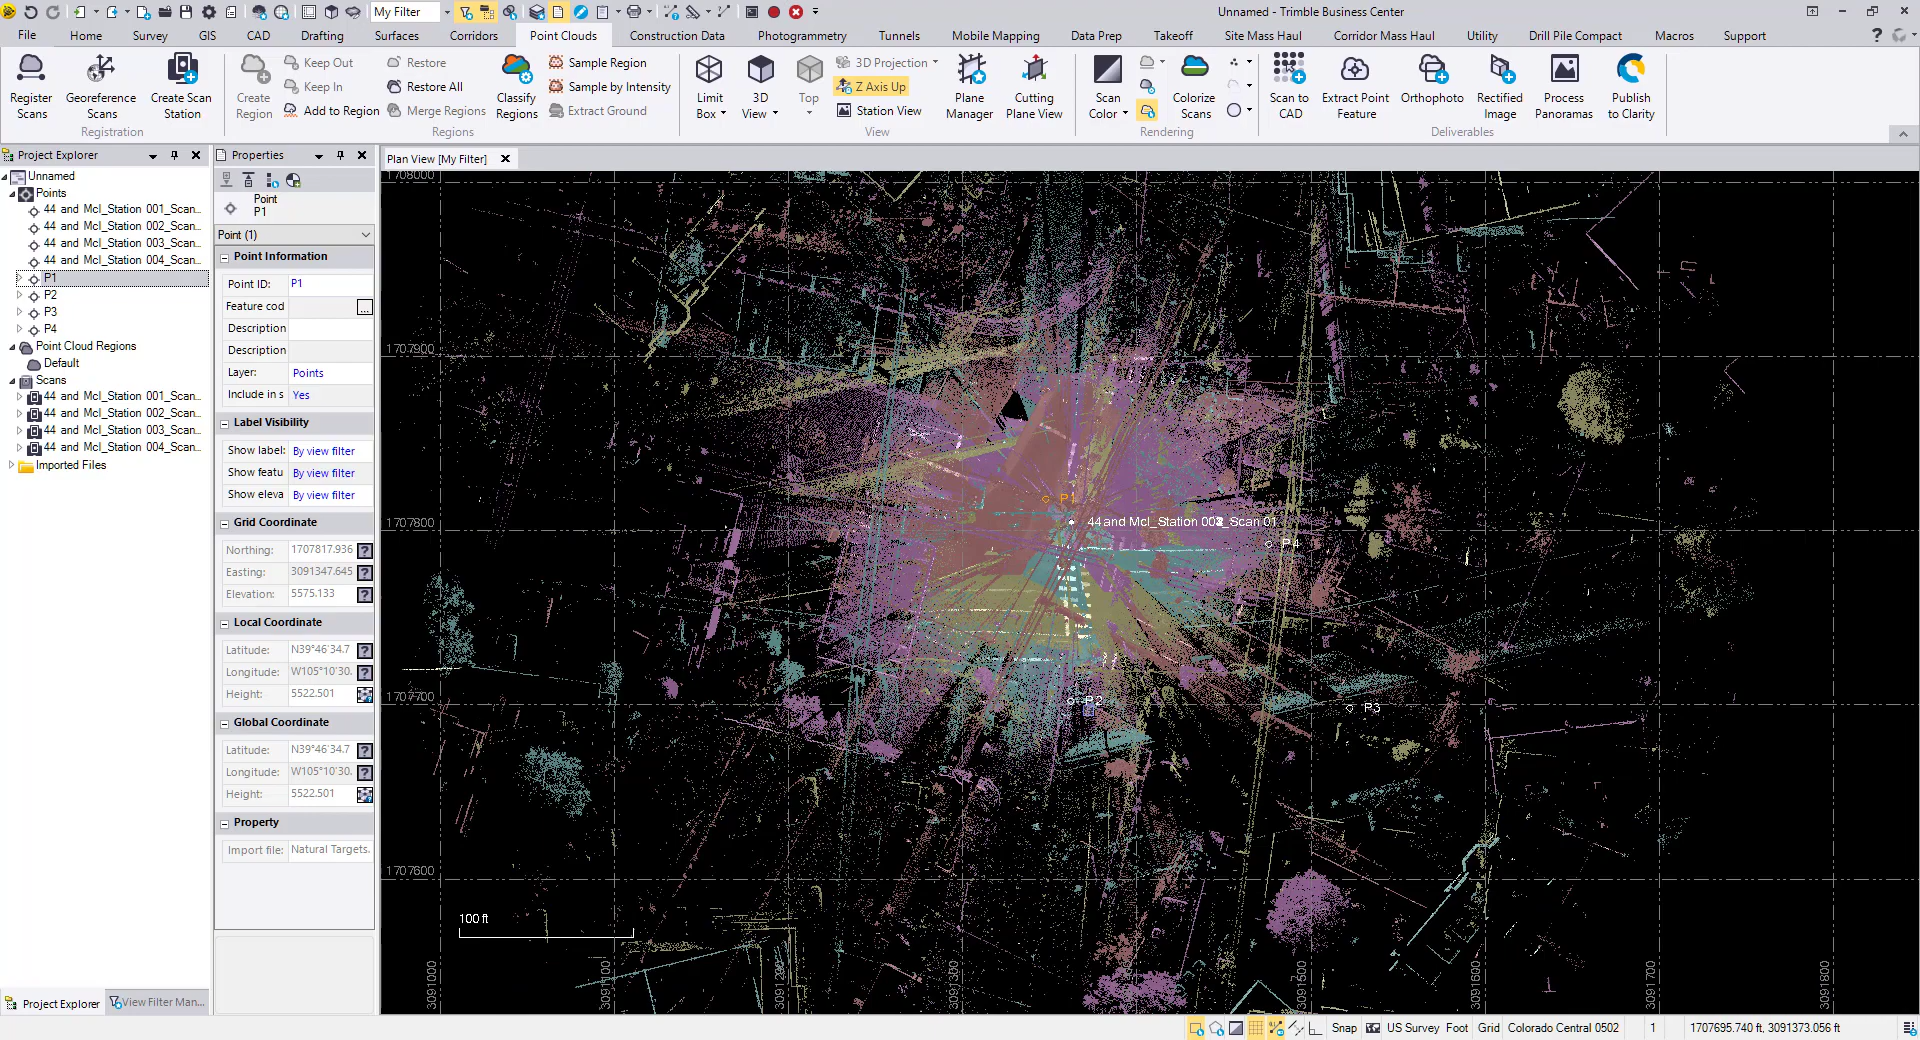 My Filter
Unnamed - Trimble Business Center
File Home Survey GIS CAD Drafting Surfaces Corridors Point Clouds Construction Data Photogrammetry Tunnels Mobile Mapping Data Prep Takeoff Site Mass Haul Corridor Mass Haul Utility Drill Pile Compact Macros Support
Register Scans
Georeference Scans
Create Scan Station
Registration
Create Region
Keep Out
Keep In
Add to Region
Restore
Restore All
Merge Regions
Classify Regions
Sample Region
Sample by Intensity
Extract Ground
Regions
Limit Box
3D View
Top
3D Projection
Z Axis Up
Station View
Plane Manager
Cutting Plane View
View
Scan Color
Colorize Scans
Rendering
Scan to CAD
Extract Point Feature
Orthophoto
Rectified Image
Process Panoramas
Publish to Clarity
Deliverables
Project Explorer
Unnamed
Points
44 and Mcl_Station 001_Scan...
44 and Mcl_Station 002_Scan...
44 and Mcl_Station 003_Scan...
44 and Mcl_Station 004_Scan...
P1
P2
P3
P4
Point Cloud Regions
Default
Scans
44 and Mcl_Station 001_Scan...
44 and Mcl_Station 002_Scan...
44 and Mcl_Station 003_Scan...
44 and Mcl_Station 004_Scan...
Imported Files
Project Explorer
View Filter Man...
Properties
Point
P1
Point (1)
Point Information
Point ID: P1
Feature cod ...
Description
Description
Layer: Points
Include in s Yes
Label Visibility
Show label: By view filter
Show featu By view filter
Show eleva By view filter
Grid Coordinate
Northing: 1707817.936 ?
Easting: 3091347.645 ?
Elevation: 5575.133 ?
Local Coordinate
Latitude: N39°46'34.7 ?
Longitude: W105°10'30. ?
Height: 5522.501
Global Coordinate
Latitude: N39°46'34.7 ?
Longitude: W105°10'30. ?
Height: 5522.501
Property
Import file: Natural Targets.
Plan View [My Filter]
1708000
1707900
1707800
1707700
1707600
P1
P4
P2
P3
100 ft
3091000
3091100
3091200
3091300
3091500
3091600
3091700
3091800
Snap US Survey Foot Grid Colorado Central 0502 1 1707695.740 ft, 3091373.056 ft